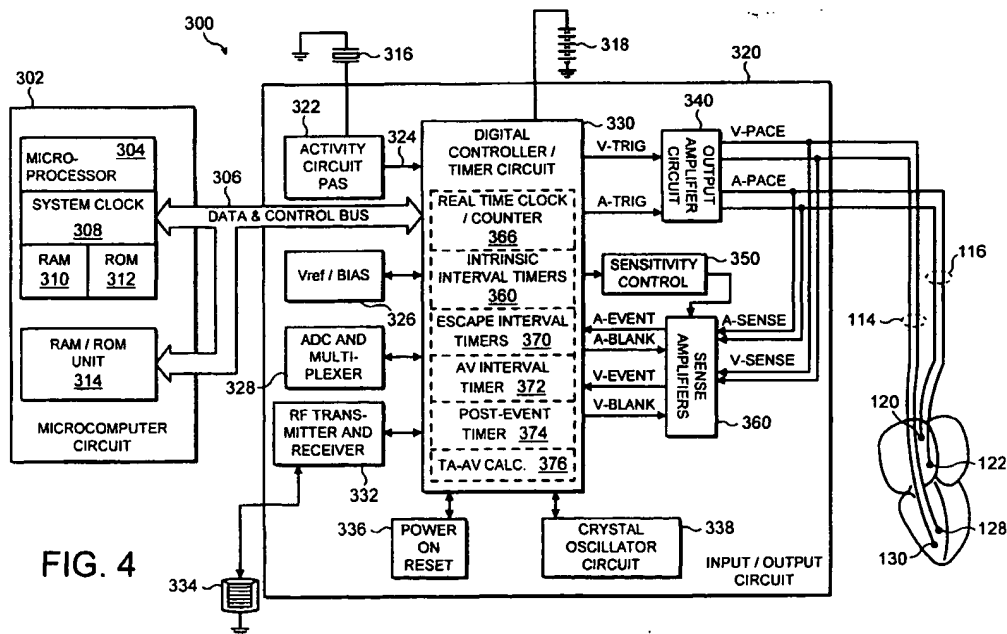 300
316
318
320
302
322
324
330
340
304
MICRO-
PROCESSOR
SYSTEM CLOCK
308
RAM
310
ROM
312
RAM / ROM
UNIT
314
MICROCOMPUTER
CIRCUIT
306
DATA & CONTROL BUS
ACTIVITY
CIRCUIT
PAS
Vref / BIAS
326
ADC AND
MULTI-
PLEXER
328
RF TRANS-
MITTER AND
RECEIVER
332
334
DIGITAL
CONTROLLER /
TIMER CIRCUIT
REAL TIME CLOCK
/ COUNTER
366
INTRINSIC
INTERVAL TIMERS
360
ESCAPE INTERVAL
TIMERS 370
AV INTERVAL
TIMER 372
POST-EVENT
TIMER 374
TA-AV CALC. 376
336
POWER
ON
RESET
338
CRYSTAL
OSCILLATOR
CIRCUIT
INPUT / OUTPUT
CIRCUIT
V-TRIG
A-TRIG
OUTPUT
AMPLIFIER
CIRCUIT
V-PACE
A-PACE
350
SENSITIVITY
CONTROL
A-EVENT
A-BLANK
V-EVENT
V-BLANK
SENSE
AMPLIFIERS
360
A-SENSE
V-SENSE
116
114
120
122
128
130
FIG. 4